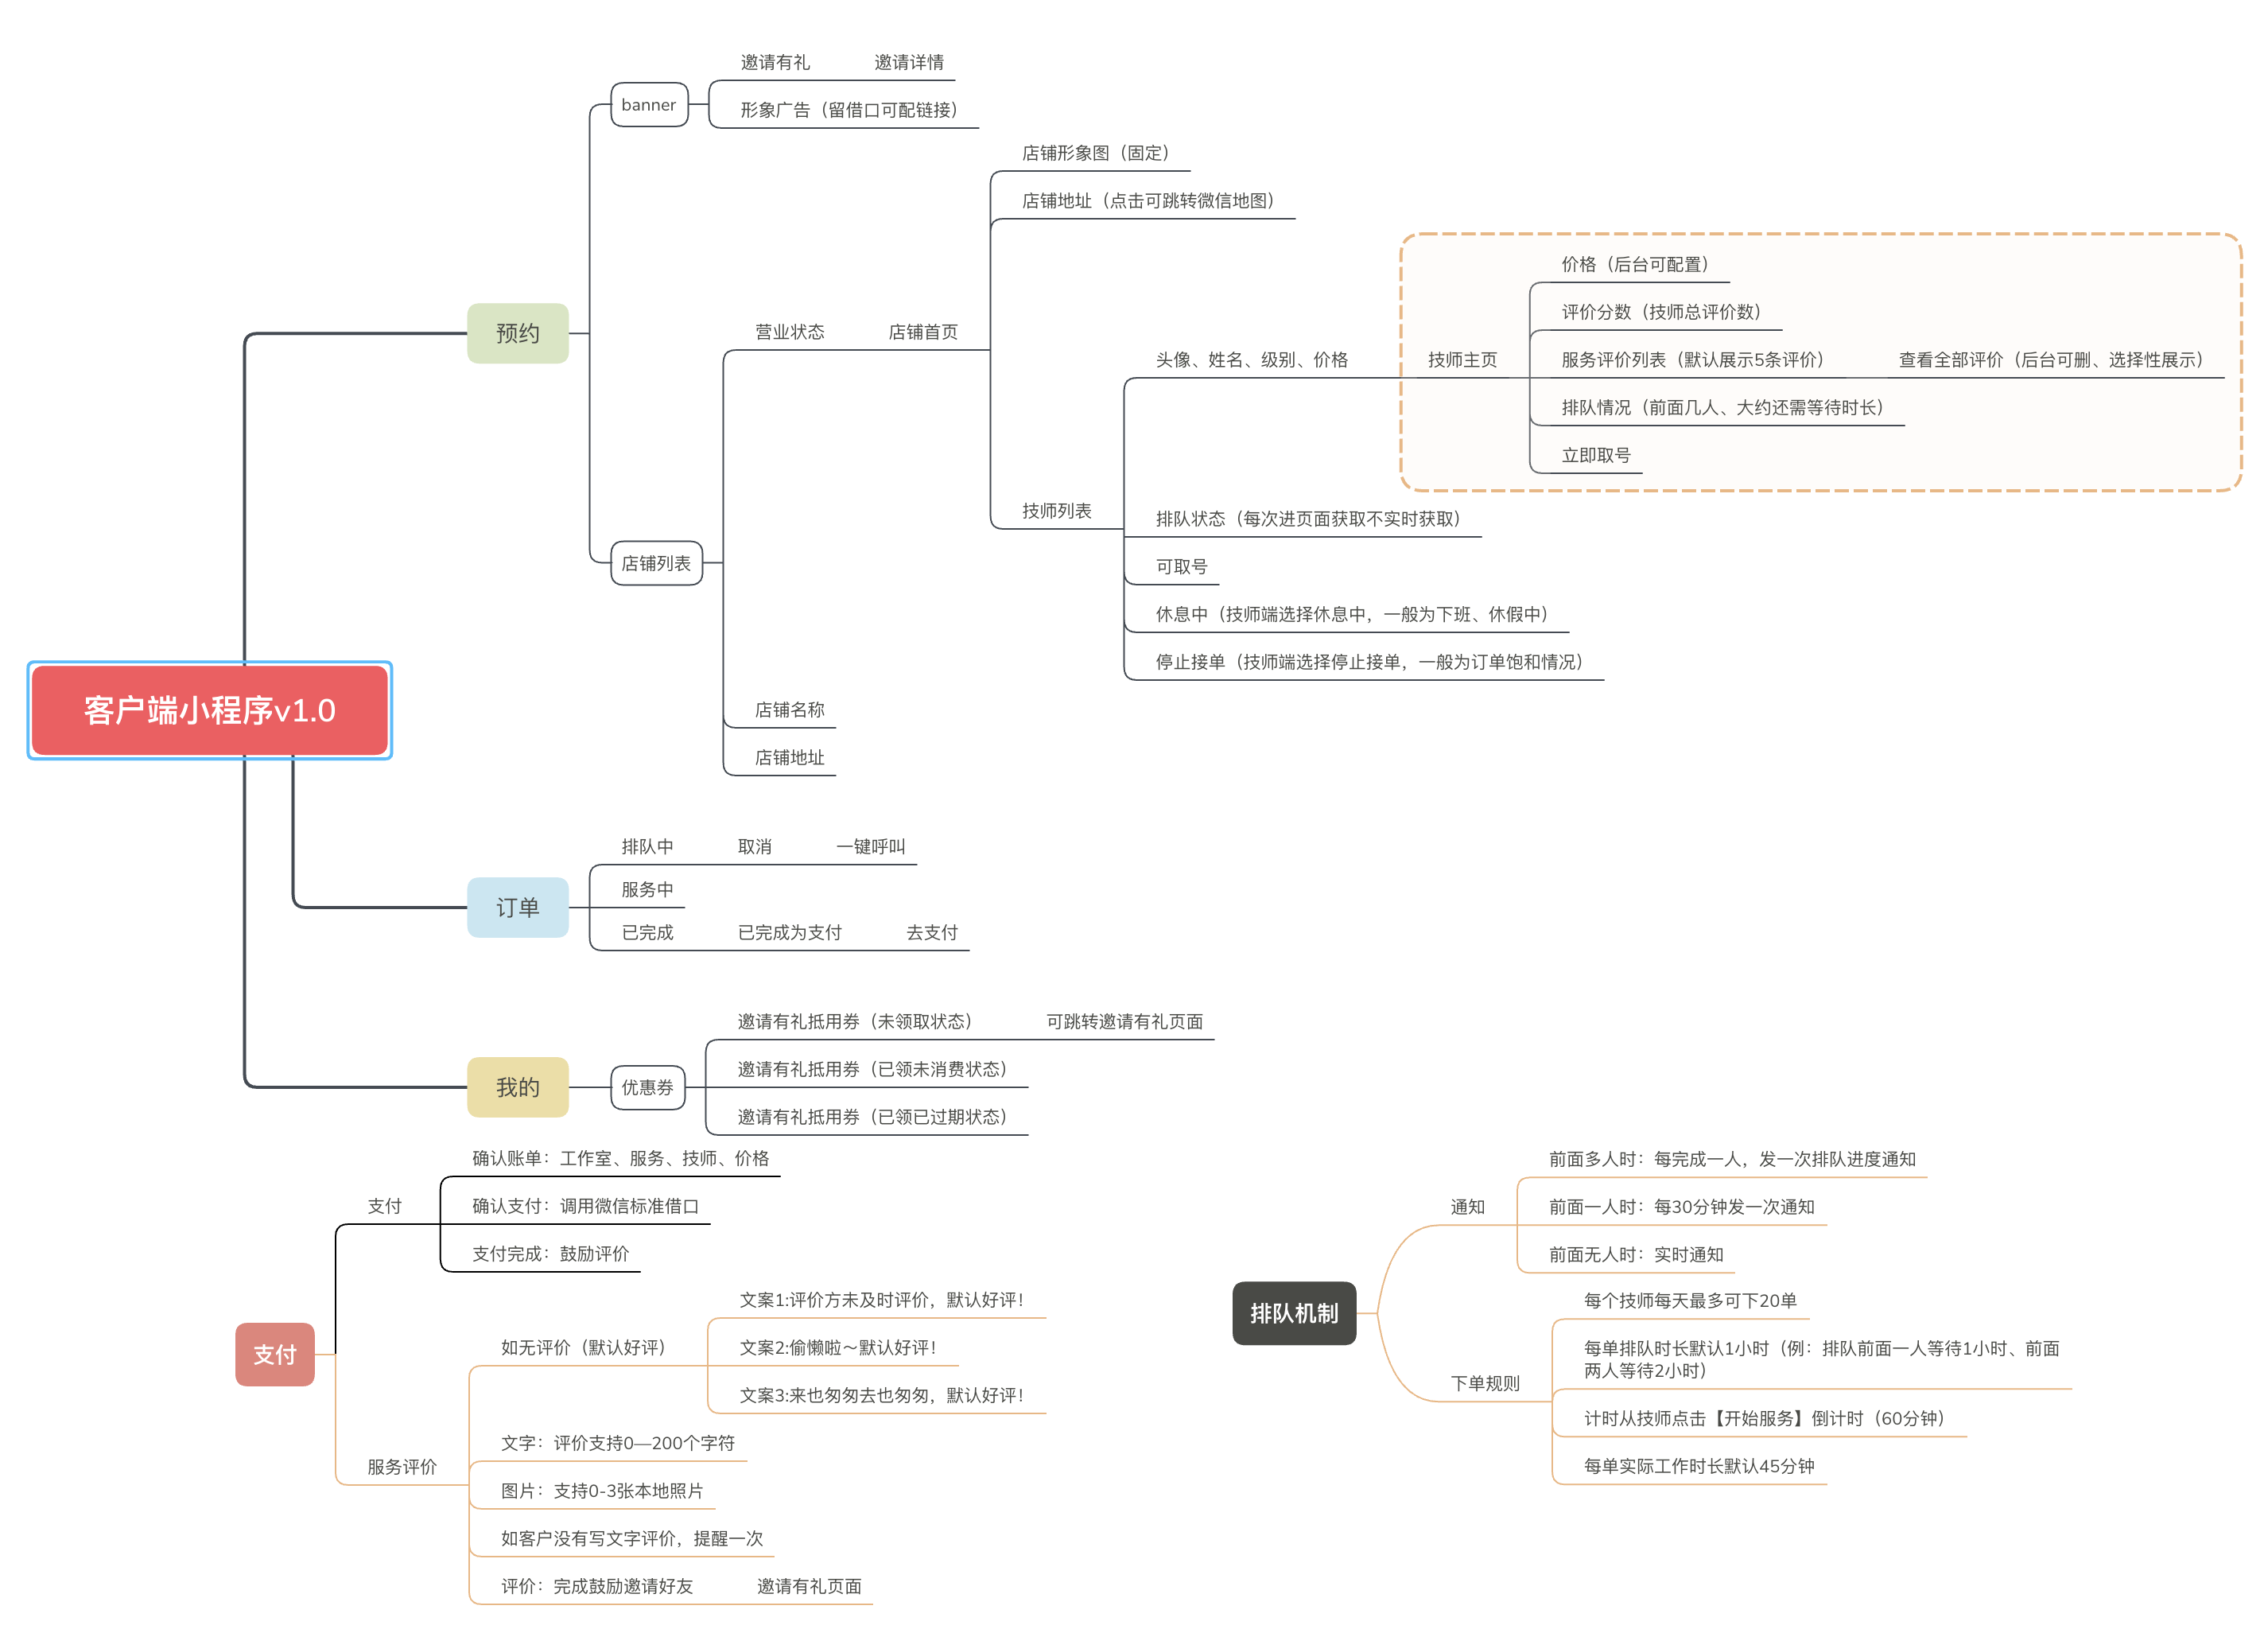 客户端小程序v1.0
预约
banner
邀请有礼
邀请详情
形象广告（留借口可配链接）
店铺列表
营业状态
店铺首页
店铺形象图（固定）
店铺地址（点击可跳转微信地图）
技师列表
头像、姓名、级别、价格
技师主页
价格（后台可配置）
评价分数（技师总评价数）
服务评价列表（默认展示5条评价）
查看全部评价（后台可删、选择性展示）
排队情况（前面几人、大约还需等待时长）
立即取号
排队状态（每次进页面获取不实时获取）
可取号
休息中（技师端选择休息中，一般为下班、休假中）
停止接单（技师端选择停止接单，一般为订单饱和情况）
店铺名称
店铺地址
订单
排队中
取消
一键呼叫
服务中
已完成
已完成为支付
去支付
我的
优惠券
邀请有礼抵用券（未领取状态）
可跳转邀请有礼页面
邀请有礼抵用券（已领未消费状态）
邀请有礼抵用券（已领已过期状态）
支付
支付
确认账单：工作室、服务、技师、价格
确认支付：调用微信标准借口
支付完成：鼓励评价
服务评价
如无评价（默认好评）
文案1:评价方未及时评价，默认好评！
文案2:偷懒啦～默认好评！
文案3:来也匆匆去也匆匆，默认好评！
文字：评价支持0—200个字符
图片：支持0-3张本地照片
如客户没有写文字评价，提醒一次
评价：完成鼓励邀请好友
邀请有礼页面
排队机制
通知
前面多人时：每完成一人，发一次排队进度通知
前面一人时：每30分钟发一次通知
前面无人时：实时通知
下单规则
每个技师每天最多可下20单
每单排队时长默认1小时（例：排队前面一人等待1小时、前面
两人等待2小时）
计时从技师点击【开始服务】倒计时（60分钟）
每单实际工作时长默认45分钟